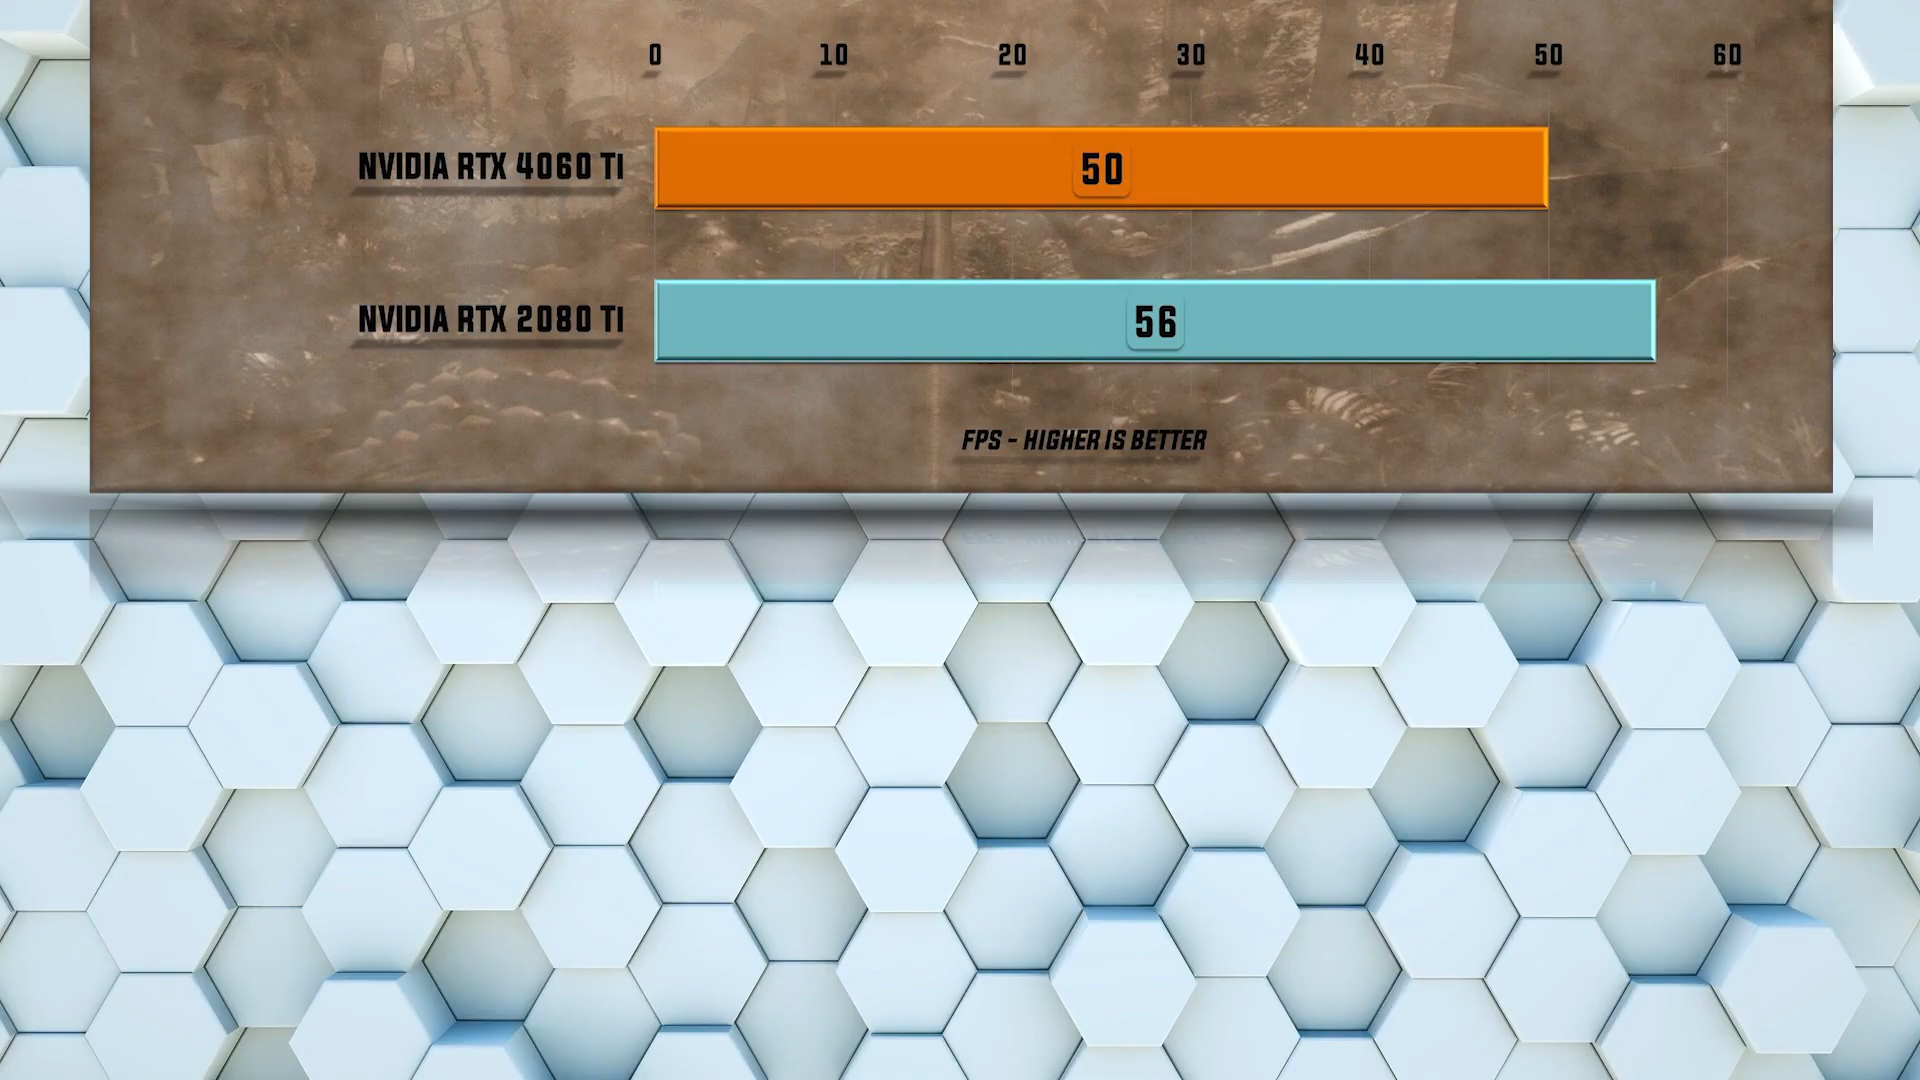 0 10 20 30 40 50 60
NVIDIA RTX 4060 TI 50
NVIDIA RTX 2080 TI 56
FPS - HIGHER IS BETTER